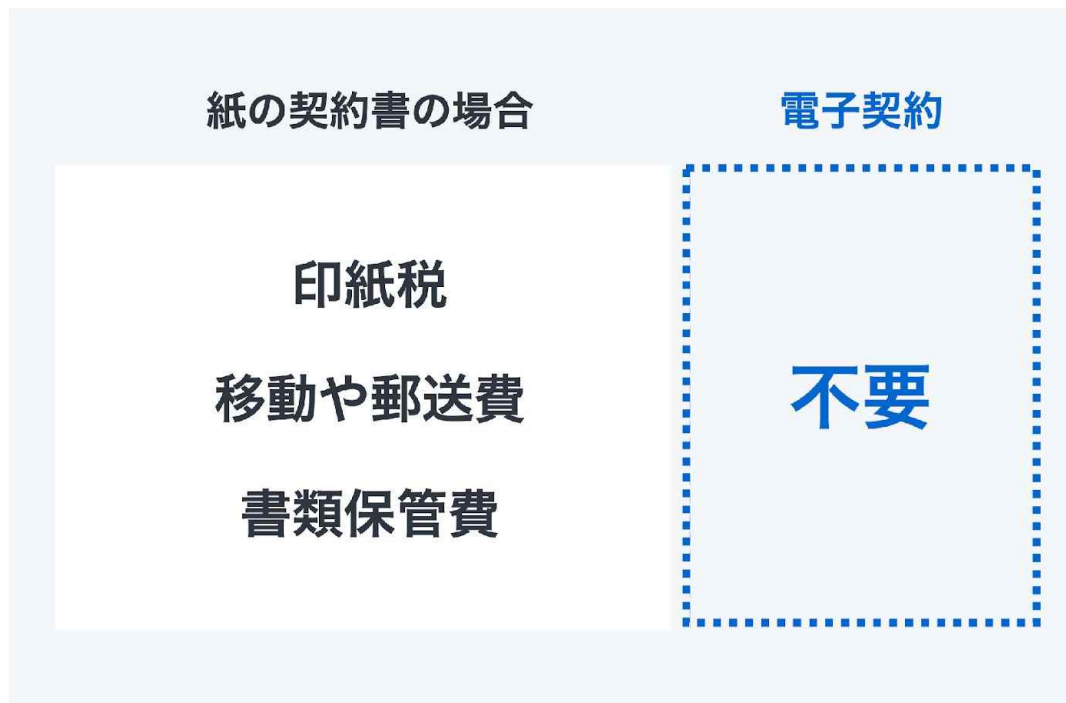 紙の契約書の場合
電子契約
印紙税
移動や郵送費
書類保管費
不要